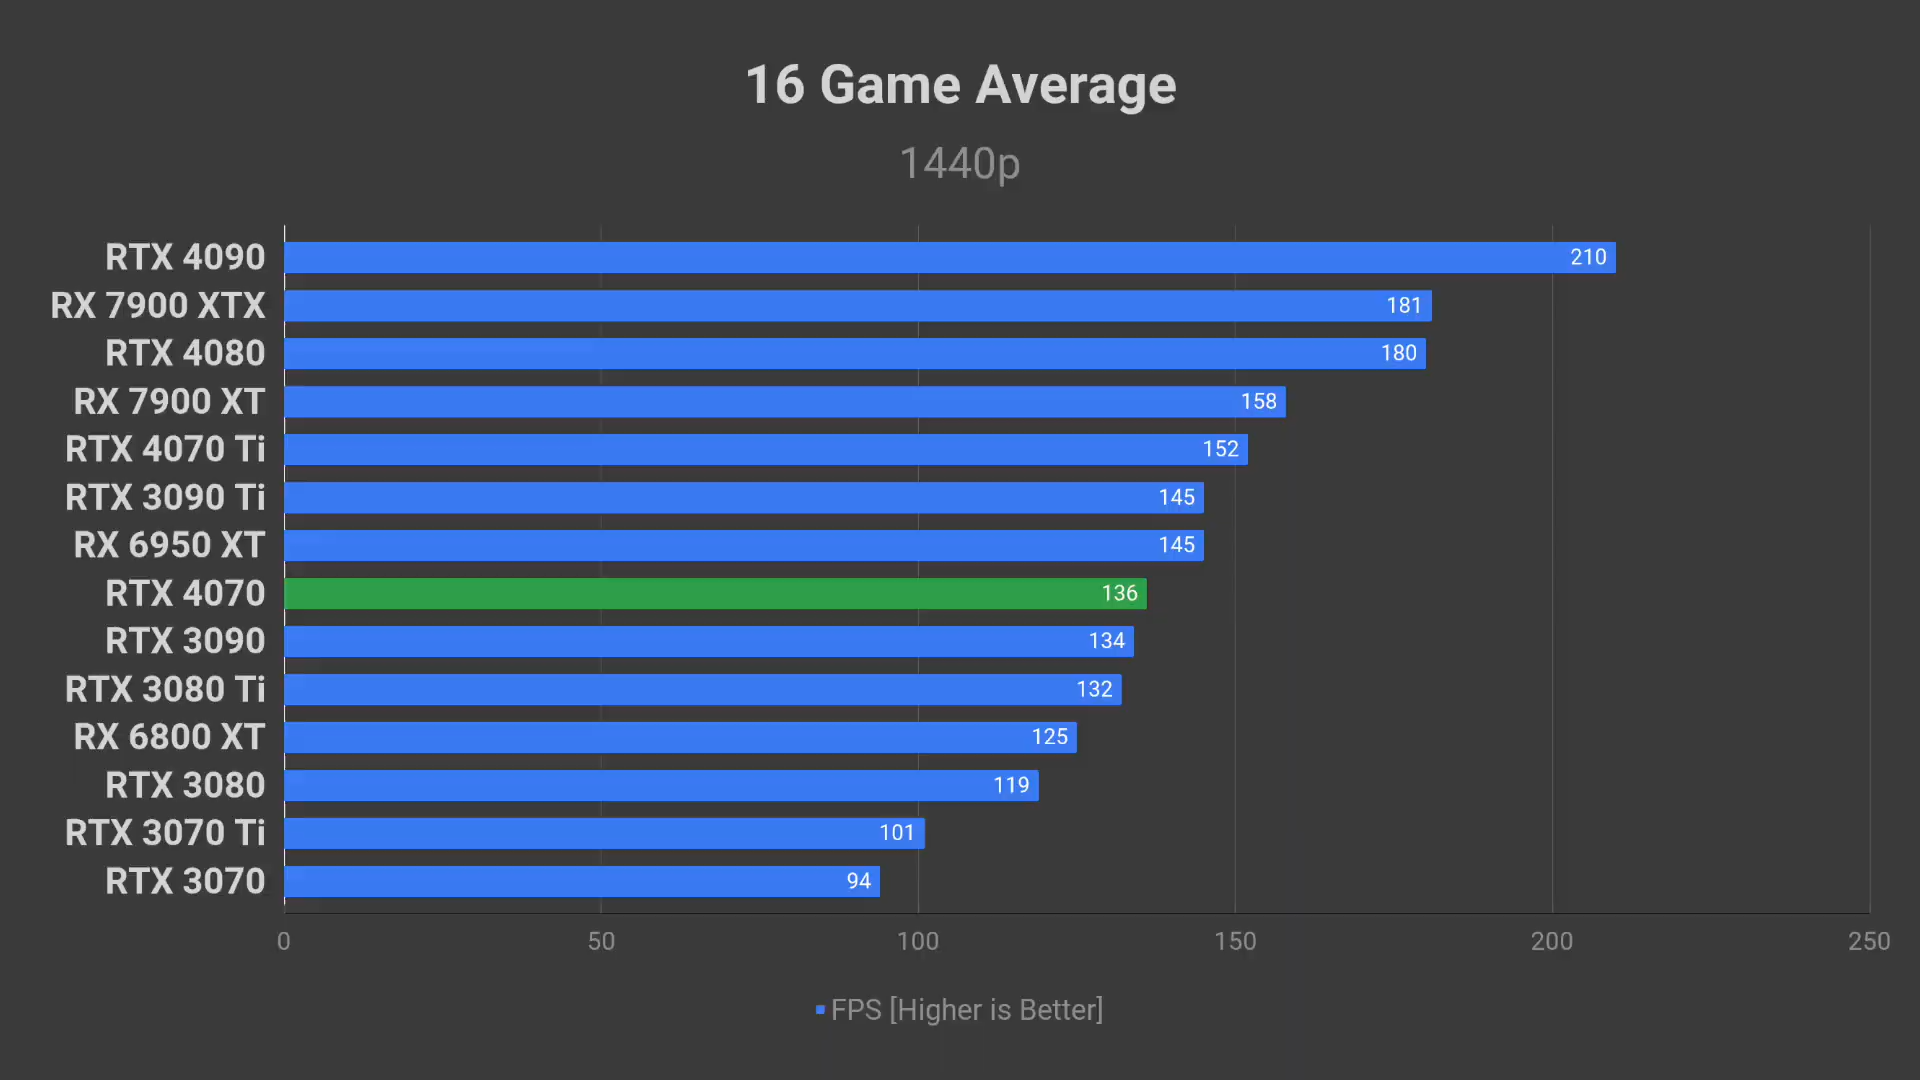 16 Game Average
1440p
RTX 4090 210
RX 7900 XTX 181
RTX 4080 180
RX 7900 XT 158
RTX 4070 Ti 152
RTX 3090 Ti 145
RX 6950 XT 145
RTX 4070 136
RTX 3090 134
RTX 3080 Ti 132
RX 6800 XT 125
RTX 3080 119
RTX 3070 Ti 101
RTX 3070 94
0 50 100 150 200 250
FPS [Higher is Better]